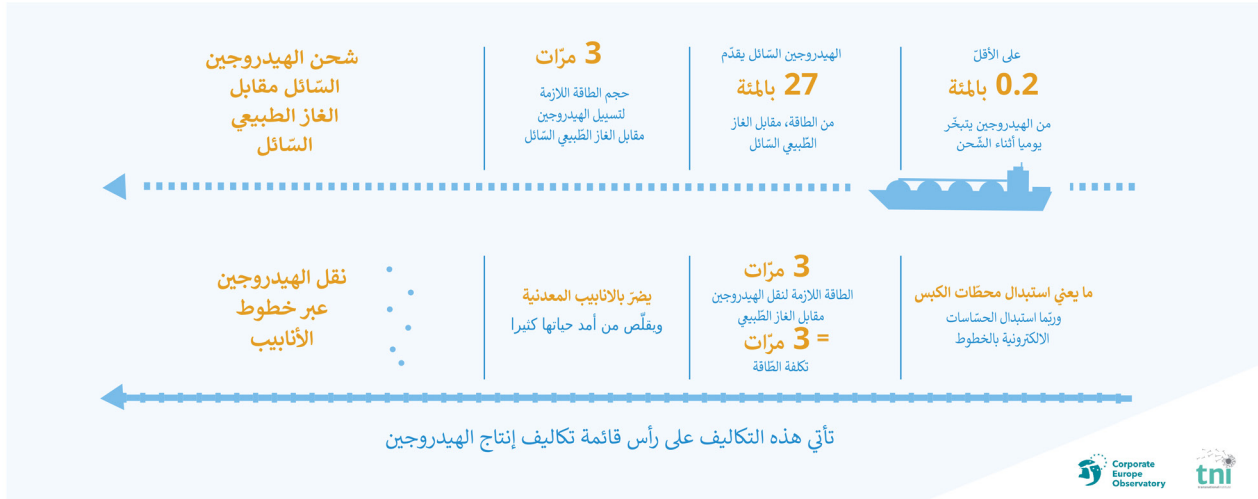 شحن الهيدروجين
السّائل مقابل
الغاز الطبيعي
السّائل
3 مرّات
حجم الطاقة اللازمة
لتسييل الهيدروجين
مقابل الغاز الطّبيعي السّائل
الهيدروجين السّائل يقدّم
27 بالمئة
من الطاقة، مقابل الغاز
الطّبيعي السّائل
على الأقلّ
0.2 بالمئة
من الهيدروجين يتبخّر
يوميا أثناء الشّحن
نقل الهيدروجين
عبر خطوط
الأنابيب
يضرّ بالانابيب المعدنية
ويقلّص من أمد حياتها كثيرا
3 مرّات
الطاقة اللازمة لنقل الهيدروجين
مقابل الغاز الطّبيعي
= 3 مرّات
تكلفة الطّاقة
ما يعني استبدال محطّات الكبس
وربّما استبدال الحسّاسات
الالكترونية بالخطوط
تأتي هذه التكاليف على رأس قائمة تكاليف إنتاج الهيدروجين
Corporate
Europe
Observatory
tni